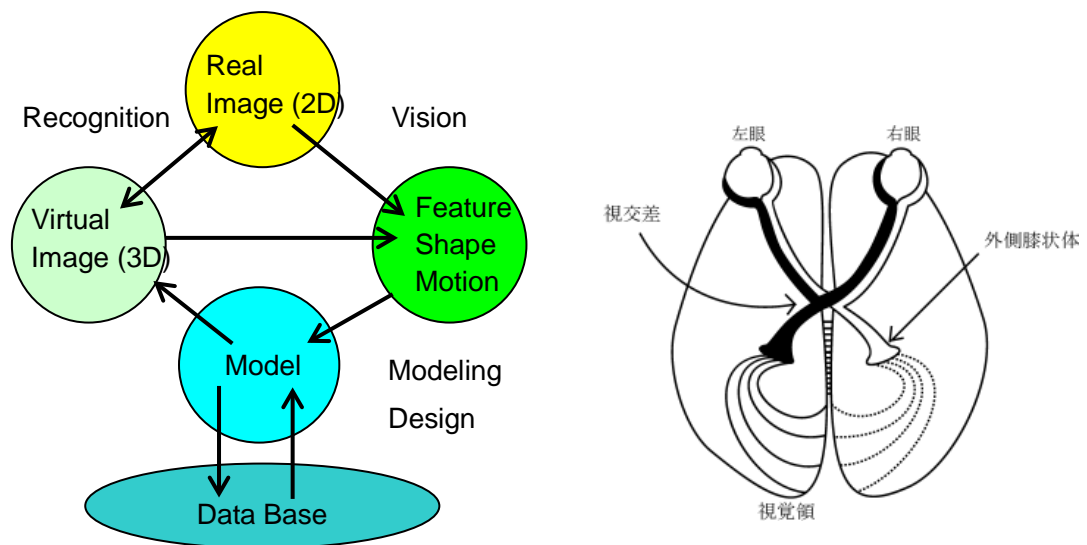 Real
Image (2D)
Recognition
Vision
Virtual
Image (3D)
Feature
Shape
Motion
Model
Modeling
Design
Data Base
左眼
右眼
視交差
外側膝状体
視覚領